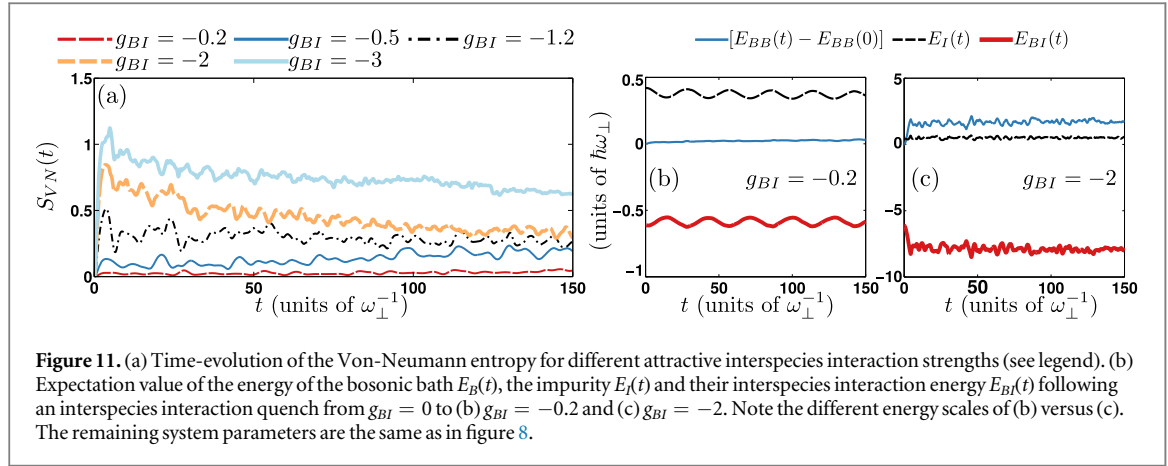 g_{BI} = −0.2 g_{BI} = −0.5 g_{BI} = −1.2
g_{BI} = −2 g_{BI} = −3
[E_{BB}(t) − E_{BB}(0)] E_I(t) E_{BI}(t)
1.5
(a)
1
0.5
0
S_{VN}(t)
0 50 100 150
t (units of ω_⊥^{−1})
(units of ħω_⊥)
0.5
0
−0.5
−1
(b) g_{BI} = −0.2
0 50 100 150
t (units of ω_⊥^{−1})
5
0
−5
−10
(c) g_{BI} = −2
0 50 100 150
t (units of ω_⊥^{−1})
Figure 11. (a) Time-evolution of the Von-Neumann entropy for different attractive interspecies interaction strengths (see legend). (b)
Expectation value of the energy of the bosonic bath E_B(t), the impurity E_I(t) and their interspecies interaction energy E_{BI}(t) following
an interspecies interaction quench from g_{BI} = 0 to (b) g_{BI} = −0.2 and (c) g_{BI} = −2. Note the different energy scales of (b) versus (c).
The remaining system parameters are the same as in figure 8.